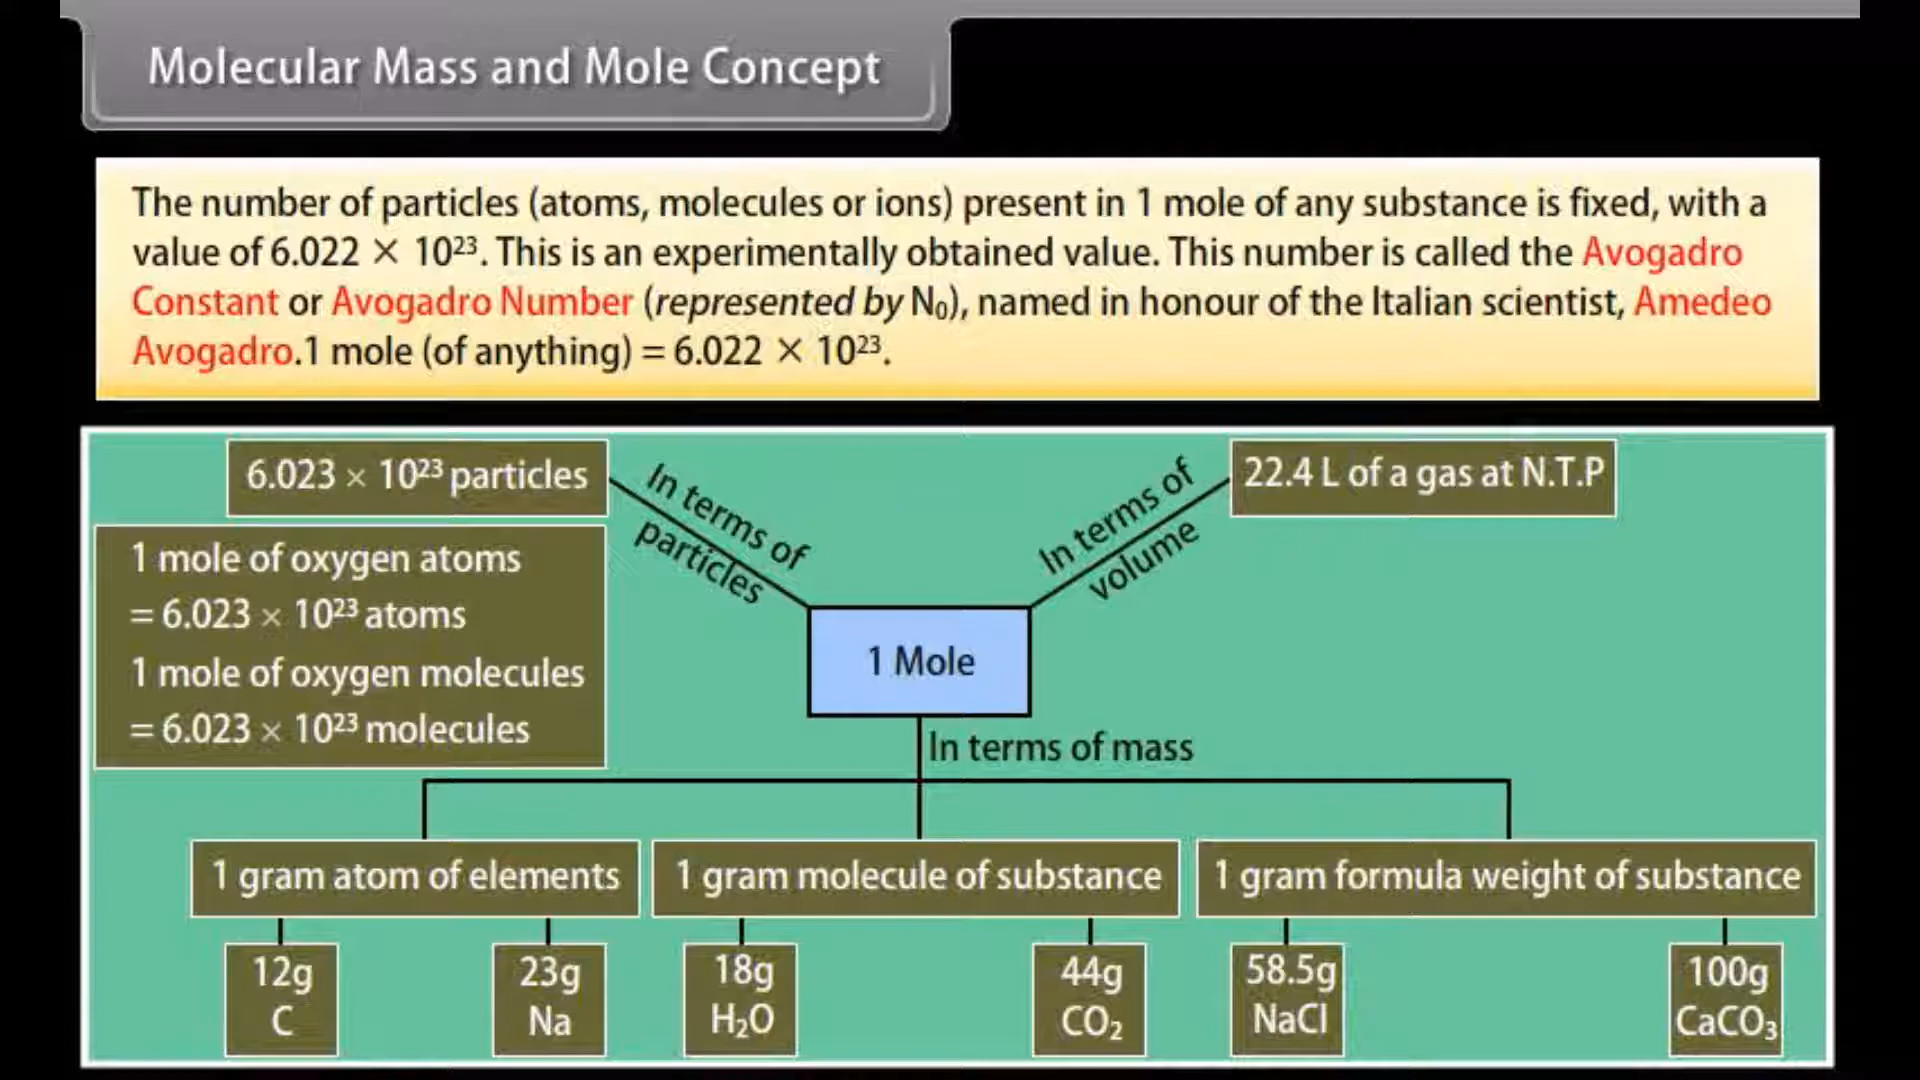 Molecular Mass and Mole Concept
The number of particles (atoms, molecules or ions) present in 1 mole of any substance is fixed, with a
value of 6.022 × 10²³. This is an experimentally obtained value. This number is called the Avogadro
Constant or Avogadro Number (represented by N₀), named in honour of the Italian scientist, Amedeo
Avogadro.1 mole (of anything) = 6.022 × 10²³.
6.023 × 10²³ particles
In terms of
particles
In terms of
volume
22.4 L of a gas at N.T.P
1 mole of oxygen atoms
= 6.023 × 10²³ atoms
1 mole of oxygen molecules
= 6.023 × 10²³ molecules
1 Mole
In terms of mass
1 gram atom of elements
1 gram molecule of substance
1 gram formula weight of substance
12g
C
23g
Na
18g
H₂O
44g
CO₂
58.5g
NaCl
100g
CaCO₃